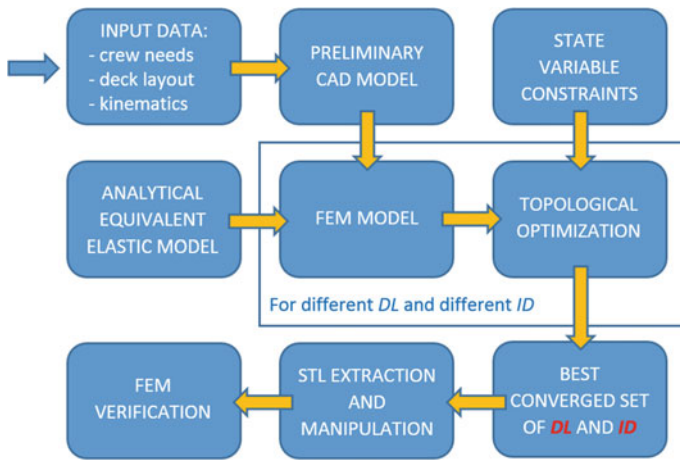 INPUT DATA:
- crew needs
- deck layout
- kinematics
PRELIMINARY
CAD MODEL
STATE
VARIABLE
CONSTRAINTS
ANALYTICAL
EQUIVALENT
ELASTIC MODEL
FEM MODEL
TOPOLOGICAL
OPTIMIZATION
For different DL and different ID
FEM
VERIFICATION
STL EXTRACTION
AND
MANIPULATION
BEST
CONVERGED SET
OF DL AND ID